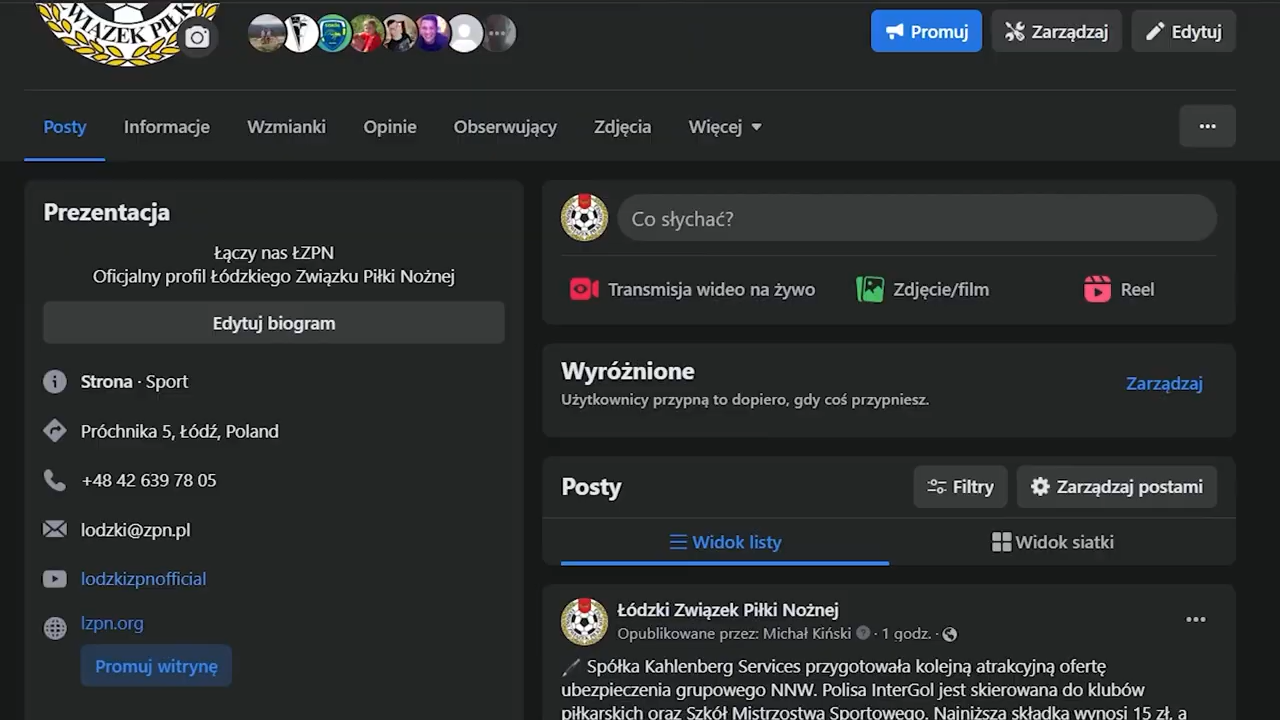 WIĄZEK PIŁK
Promuj
Zarządzaj
Edytuj
Posty
Informacje
Wzmianki
Opinie
Obserwujący
Zdjęcia
Więcej
Prezentacja
Łączy nas ŁZPN
Oficjalny profil Łódzkiego Związku Piłki Nożnej
Edytuj biogram
Strona · Sport
Próchnika 5, Łódź, Poland
+48 42 639 78 05
lodzki@zpn.pl
lodzkizpnofficial
lzpn.org
Promuj witrynę
Co słychać?
Transmisja wideo na żywo
Zdjęcie/film
Reel
Wyróżnione
Zarządzaj
Użytkownicy przypną to dopiero, gdy coś przypniesz.
Posty
Filtry
Zarządzaj postami
Widok listy
Widok siatki
Łódzki Związek Piłki Nożnej
Opublikowane przez: Michał Kiński · 1 godz. ·
Spółka Kahlenberg Services przygotowała kolejną atrakcyjną ofertę
ubezpieczenia grupowego NNW. Polisa InterGol jest skierowana do klubów
piłkarskich oraz Szkół Mistrzostwa Sportowego. Najniższa składka wynosi 15 zł, a